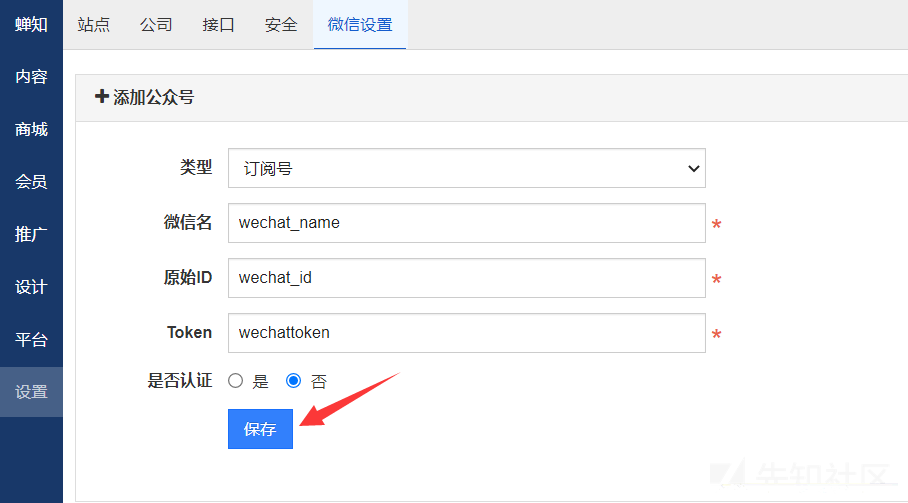 蝉知
站点 公司 接口 安全 微信设置
内容
商城
会员
推广
设计
平台
设置
添加公众号
类型 订阅号
微信名 wechat_name *
原始ID wechat_id *
Token wechattoken *
是否认证 是 否
保存
先知社区